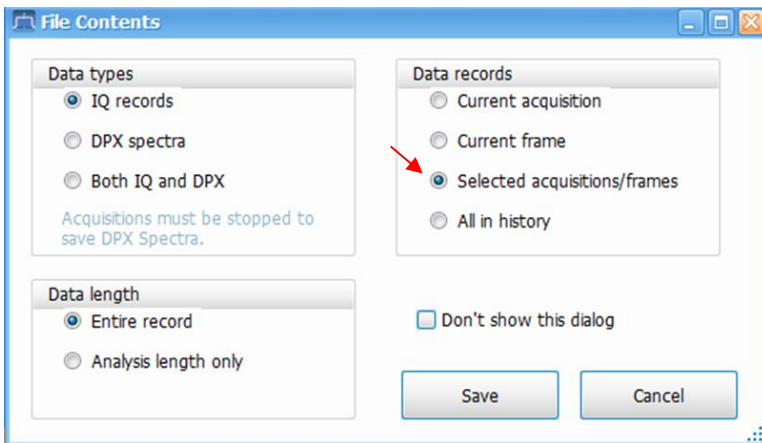 File Contents
Data types
IQ records
DPX spectra
Both IQ and DPX
Acquisitions must be stopped to
save DPX Spectra.
Data records
Current acquisition
Current frame
Selected acquisitions/frames
All in history
Data length
Entire record
Analysis length only
Don't show this dialog
Save
Cancel